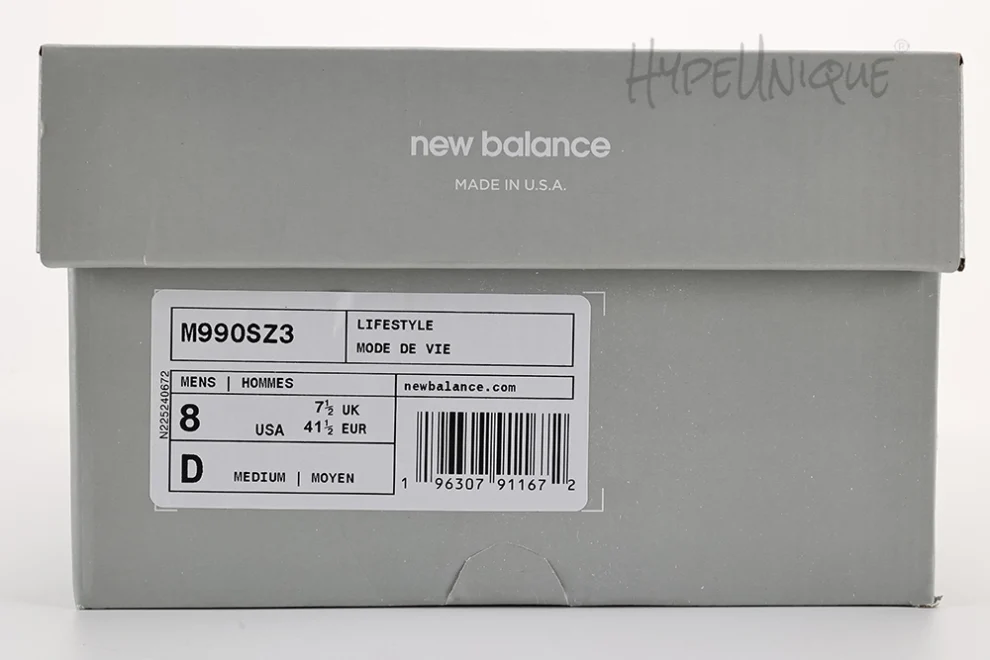 HYPEUNIQUE®
new balance
MADE IN U.S.A.
M990SZ3
LIFESTYLE
MODE DE VIE
MENS | HOMMES
newbalance.com
8
USA
7½ UK
41½ EUR
D
MEDIUM | MOYEN
N225240672
1 96307 91167 2